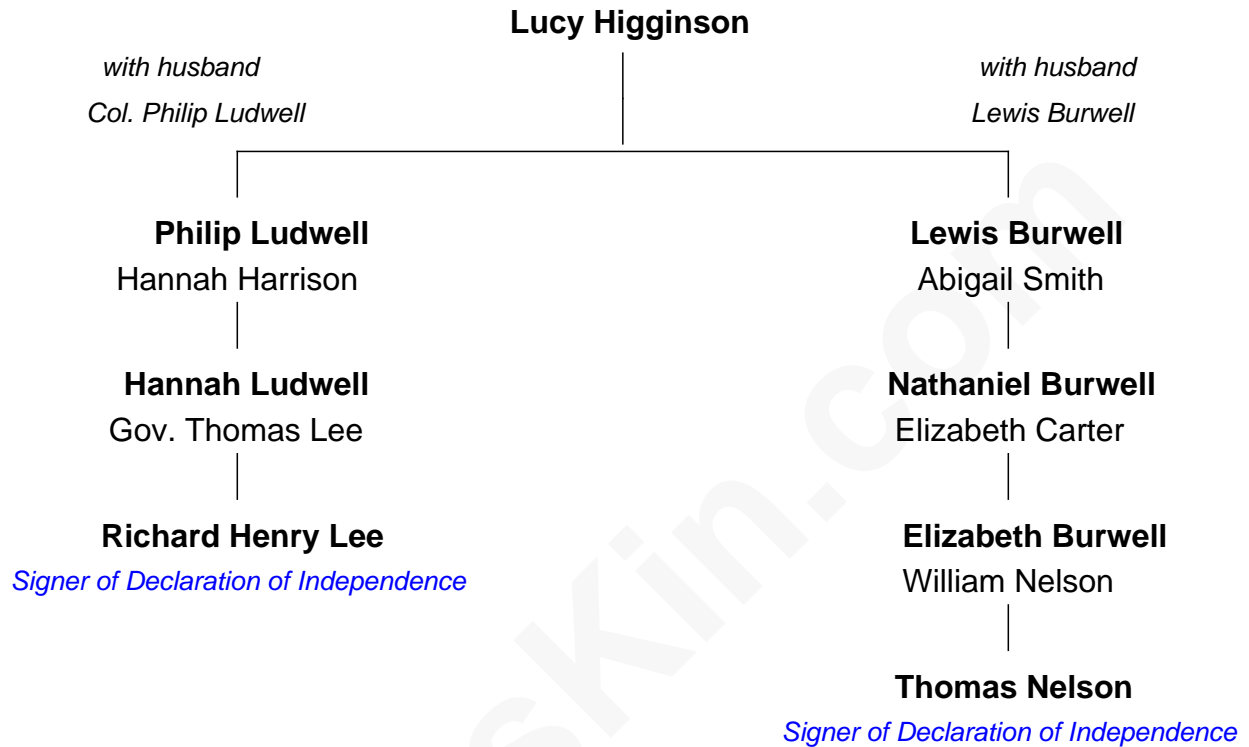 Lucy Higginson
with husband
Col. Philip Ludwell
with husband
Lewis Burwell
Philip Ludwell
Hannah Harrison
Lewis Burwell
Abigail Smith
Hannah Ludwell
Gov. Thomas Lee
Nathaniel Burwell
Elizabeth Carter
Richard Henry Lee
Signer of Declaration of Independence
Elizabeth Burwell
William Nelson
Thomas Nelson
Signer of Declaration of Independence
sKin.com